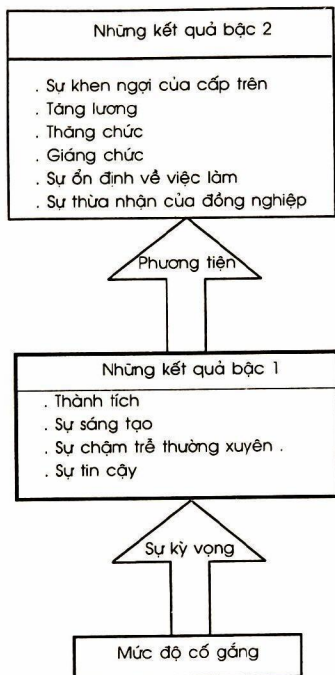 Những kết quả bậc 2
. Sự khen ngợi của cấp trên
. Tăng lương
. Thăng chức
. Giáng chức
. Sự ổn định về việc làm
. Sự thừa nhận của đồng nghiệp
Phương tiện
Những kết quả bậc 1
. Thành tích
. Sự sáng tạo
. Sự chậm trễ thường xuyên .
. Sự tin cậy
Sự kỳ vọng
Mức độ cố gắng